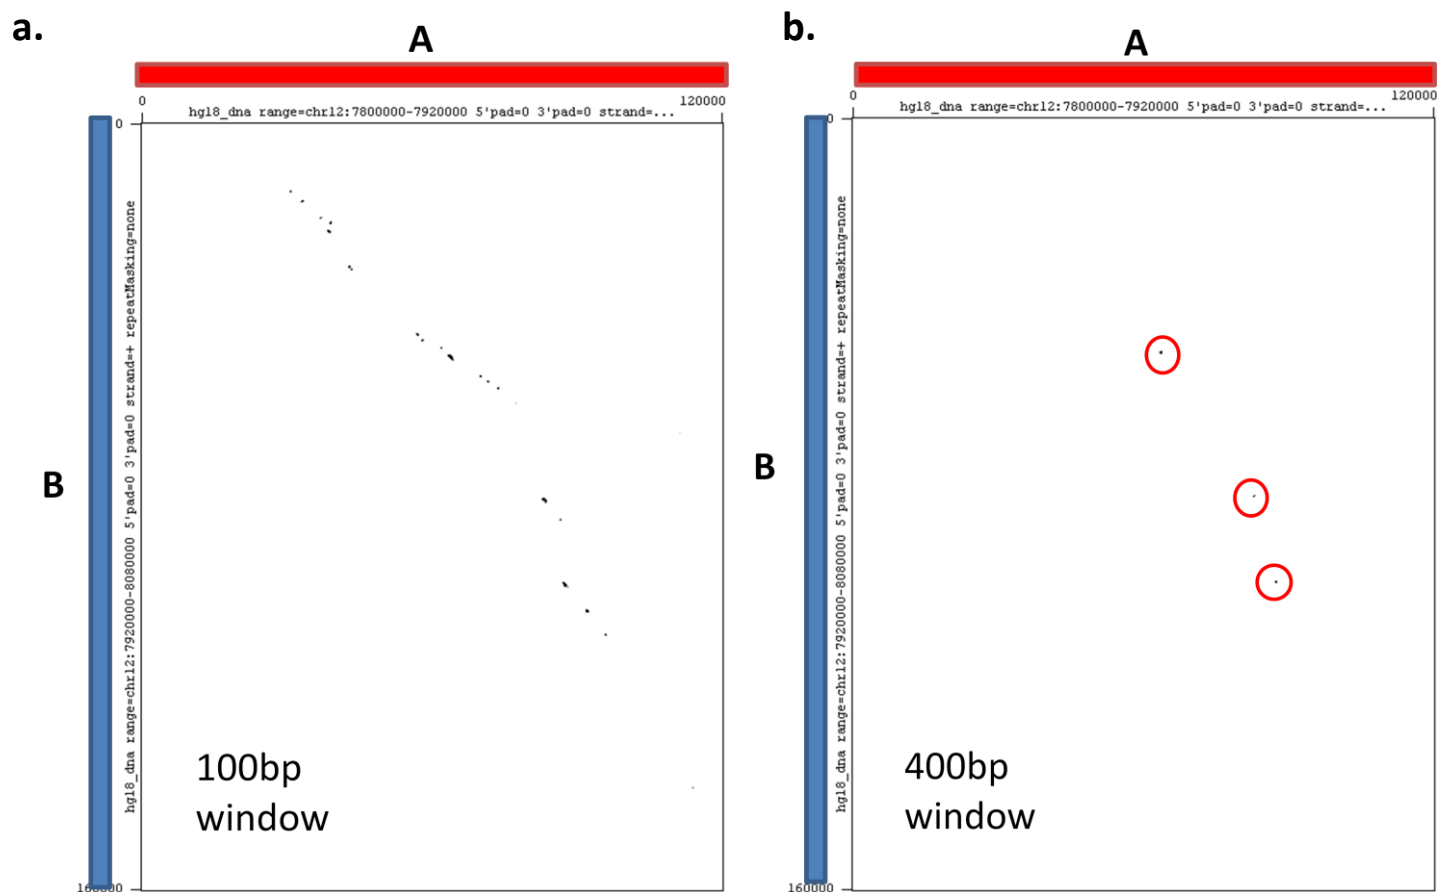 a.
A
0
120000
hg18_dna range=chr12:7800000-7920000 5'pad=0 3'pad=0 strand=...
0
hg18_dna range=chr12:7920000-8080000 5'pad=0 3'pad=0 strand=+ repeatMasking=none
B
100bp
window
160000
b.
A
0
120000
hg18_dna range=chr12:7800000-7920000 5'pad=0 3'pad=0 strand=...
0
hg18_dna range=chr12:7920000-8080000 5'pad=0 3'pad=0 strand=+ repeatMasking=none
B
400bp
window
160000